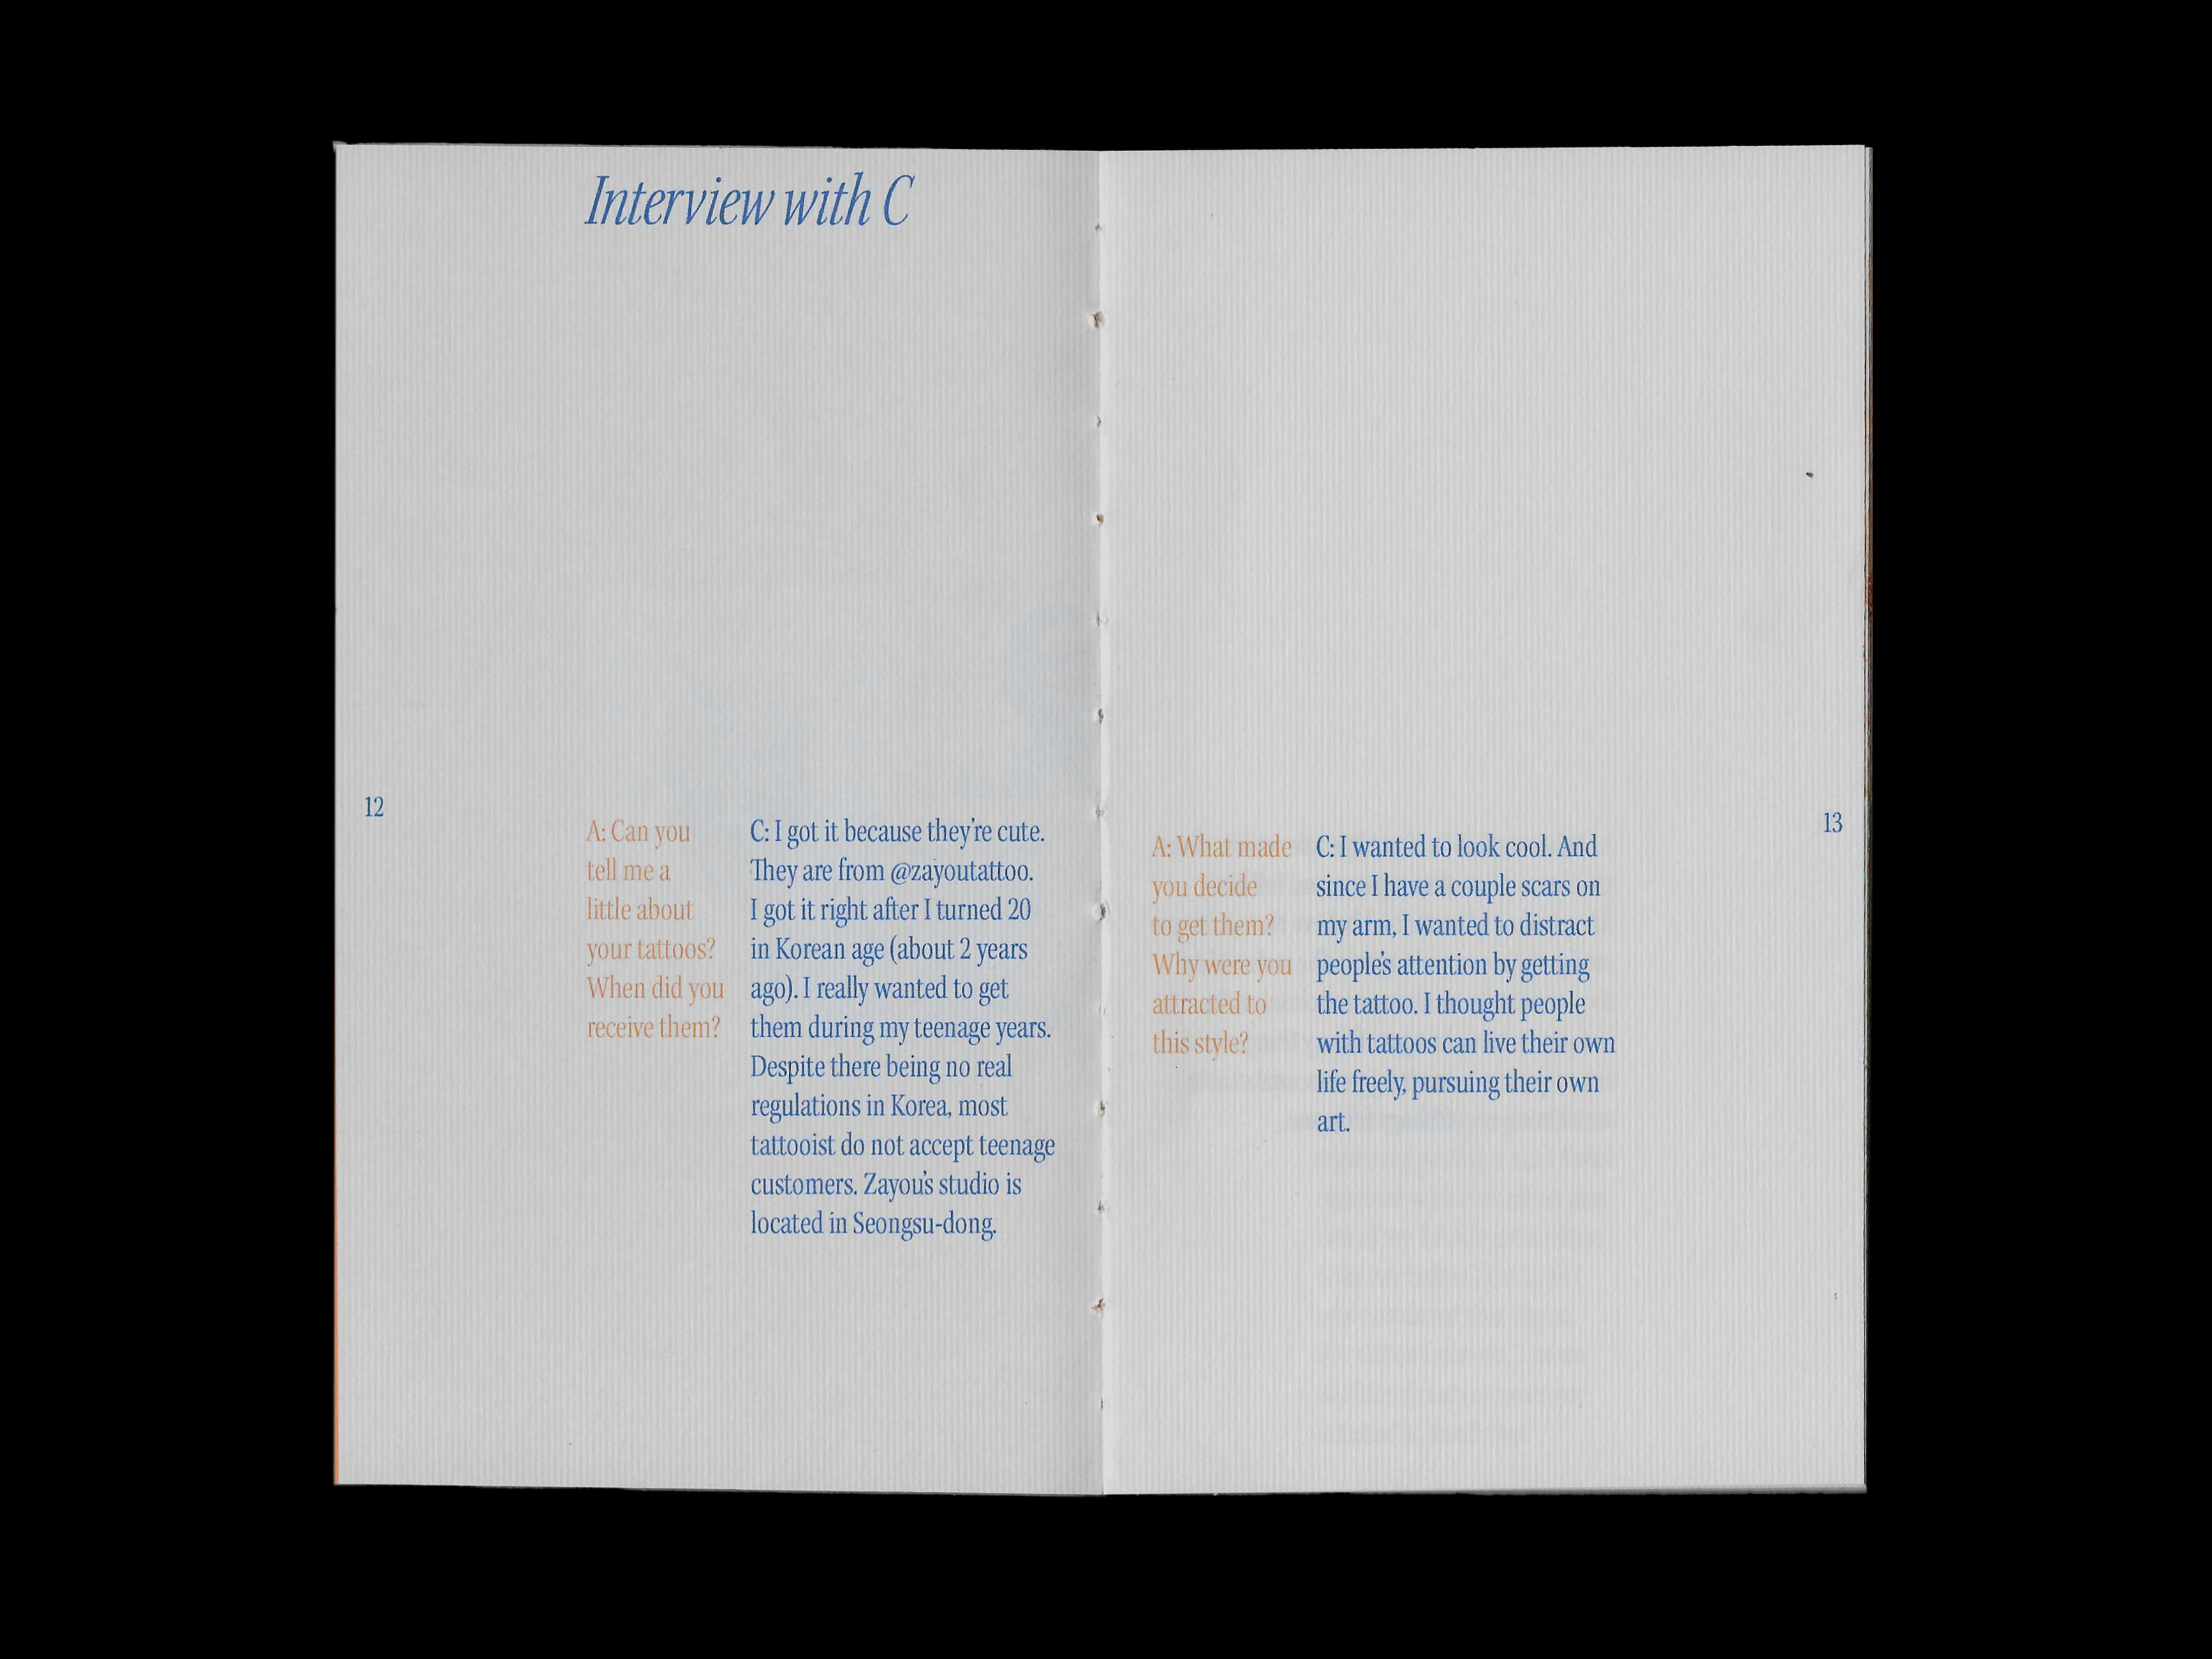 Interview with C
12
A: Can you
tell me a
little about
your tattoos?
When did you
receive them?
C: I got it because they're cute.
They are from @zayoutattoo.
I got it right after I turned 20
in Korean age (about 2 years
ago). I really wanted to get
them during my teenage years.
Despite there being no real
regulations in Korea, most
tattooist do not accept teenage
customers. Zayou's studio is
located in Seongsu-dong.
A: What made
you decide
to get them?
Why were you
attracted to
this style?
C: I wanted to look cool. And
since I have a couple scars on
my arm, I wanted to distract
people's attention by getting
the tattoo. I thought people
with tattoos can live their own
life freely, pursuing their own
art.
13